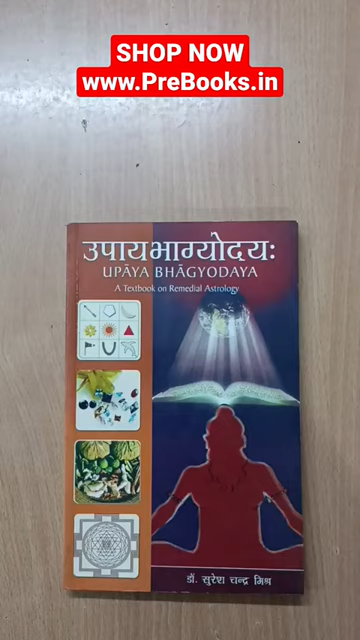 SHOP NOW
www.PreBooks.in
उपायभाग्योदयः
UPĀYA BHĀGYODAYA
A Textbook on Remedial Astrology
डॉ. सुरेश चन्द्र मिश्र